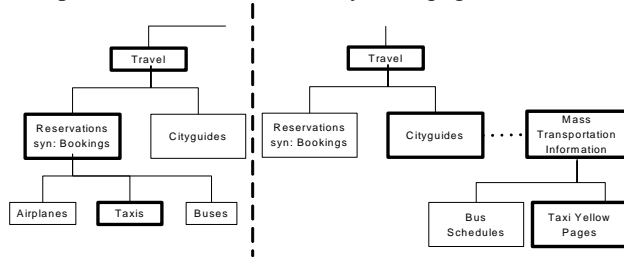 Travel
Reservations
syn: Bookings
Cityguides
Airplanes
Taxis
Buses
Travel
Reservations
syn: Bookings
Cityguides
Mass
Transportation
Information
Bus
Schedules
Taxi Yellow
Pages